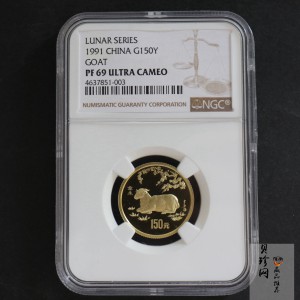 LUNAR SERIES
1991 CHINA G150Y
GOAT
PF 69 ULTRA CAMEO
4637851-003
NUMISMATIC GUARANTY CORPORATION
NGC
150元